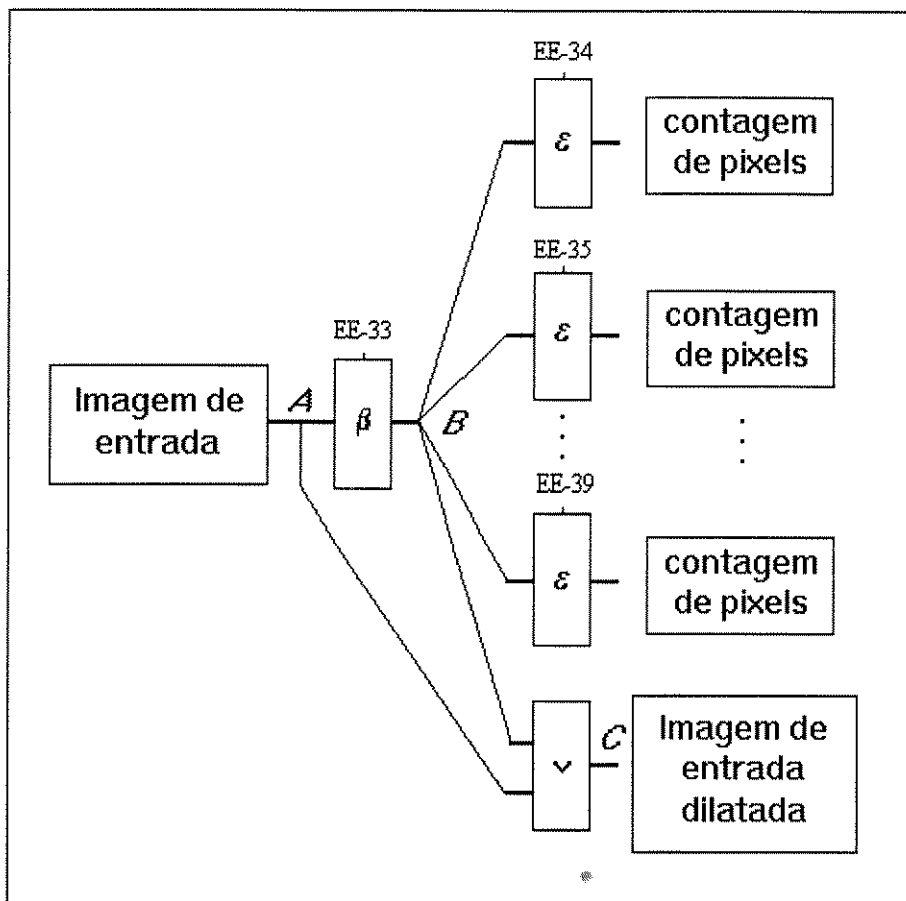 EE-34
ε
contagem
de pixels
EE-35
ε
contagem
de pixels
EE-33
Imagem de
entrada
A
β
B
EE-39
ε
contagem
de pixels
v
C
Imagem de
entrada
dilatada